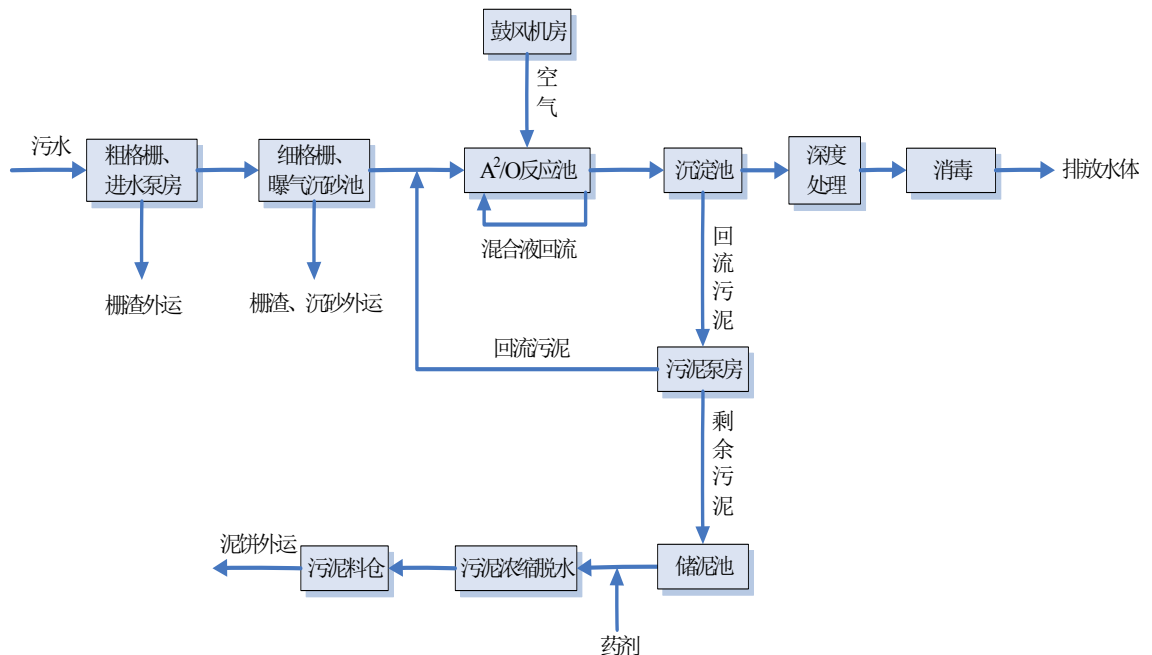 鼓风机房
空气
污水
粗格栅、
进水泵房
细格栅、
曝气沉砂池
A²/O反应池
沉淀池
深度
处理
消毒
排放水体
混合液回流
回流污泥
栅渣外运
栅渣、沉砂外运
回流污泥
污泥泵房
剩余污泥
泥饼外运
污泥料仓
污泥浓缩脱水
储泥池
药剂